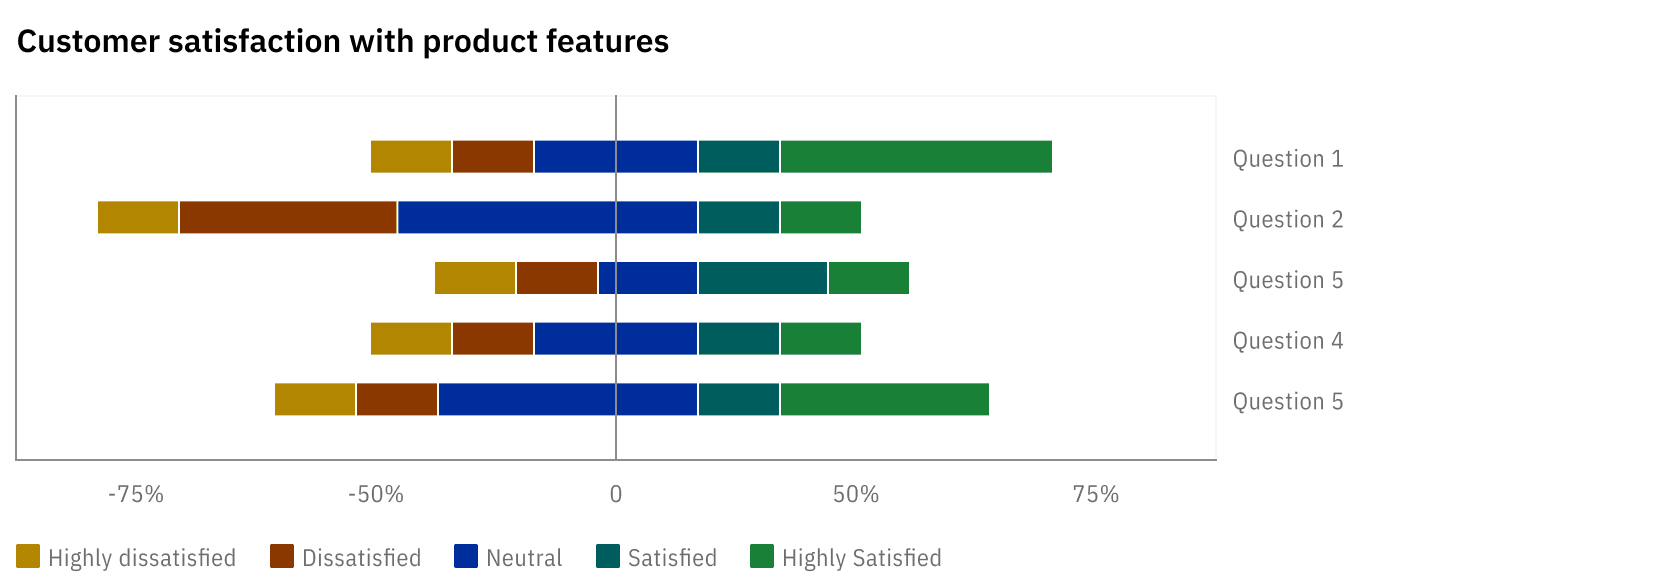 Customer satisfaction with product features
Question 1
Question 2
Question 5
Question 4
Question 5
-75% -50% 0 50% 75%
Highly dissatisfied Dissatisfied Neutral Satisfied Highly Satisfied